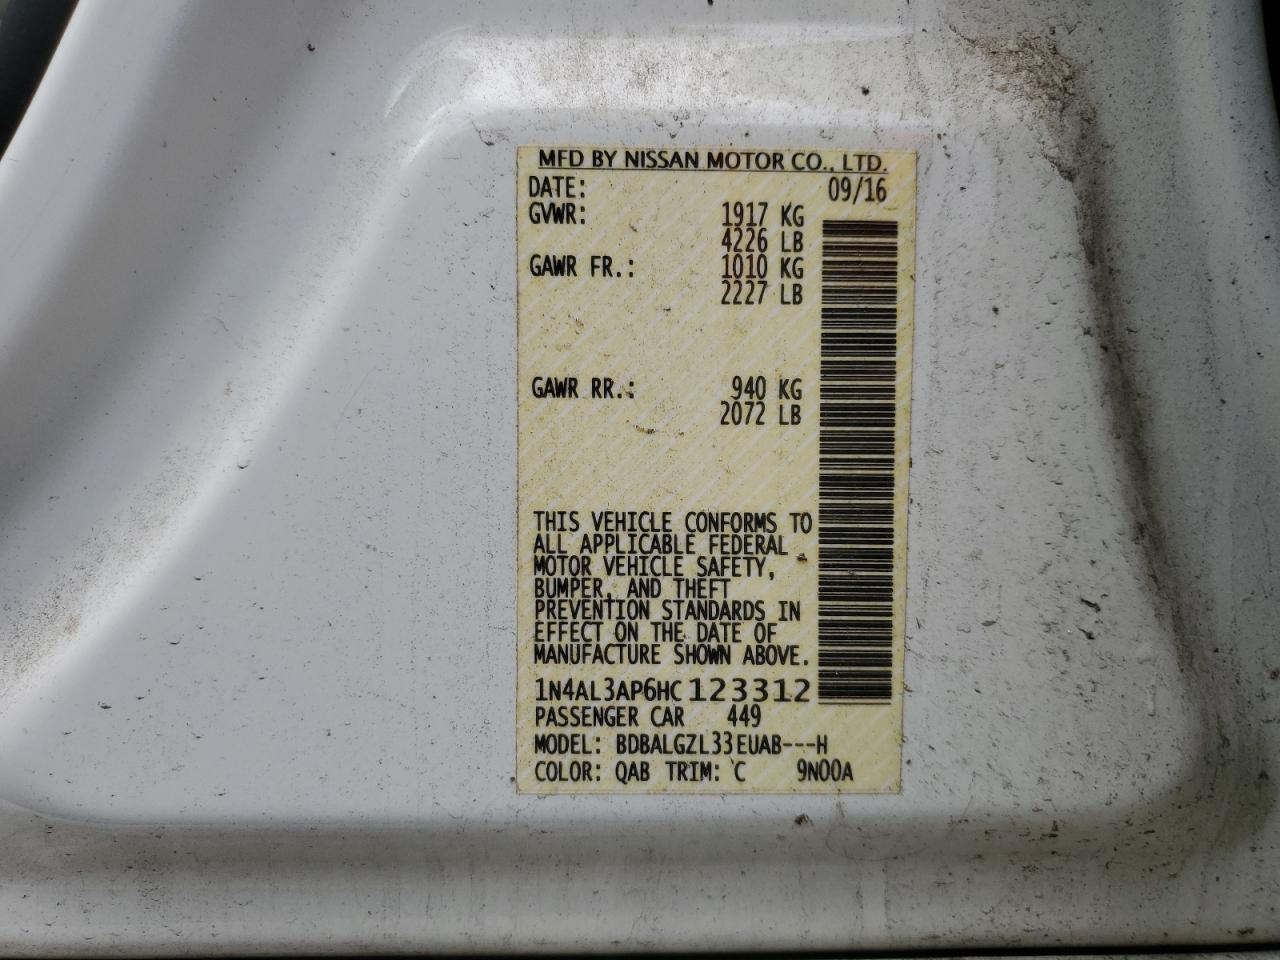 MFD BY NISSAN MOTOR CO., LTD.
DATE: 09/16
GVWR: 1917 KG
4226 LB
GAWR FR.: 1010 KG
2227 LB
GAWR RR.: 940 KG
2072 LB
THIS VEHICLE CONFORMS TO
ALL APPLICABLE FEDERAL
MOTOR VEHICLE SAFETY,
BUMPER, AND THEFT
PREVENTION STANDARDS IN
EFFECT ON THE DATE OF
MANUFACTURE SHOWN ABOVE.
1N4AL3AP6HC123312
PASSENGER CAR 449
MODEL: BDBALGZL33EUAB---H
COLOR: QAB TRIM: C 9N00A